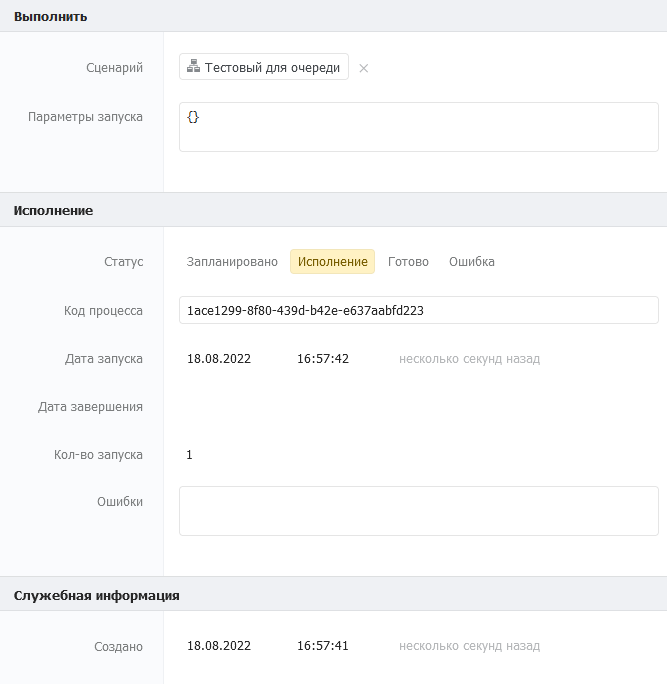 Выполнить
Сценарий Тестовый для очереди ×
Параметры запуска {}
Исполнение
Статус Запланировано Исполнение Готово Ошибка
Код процесса 1ace1299-8f80-439d-b42e-e637aabfd223
Дата запуска 18.08.2022 16:57:42 несколько секунд назад
Дата завершения
Кол-во запуска 1
Ошибки
Служебная информация
Создано 18.08.2022 16:57:41 несколько секунд назад